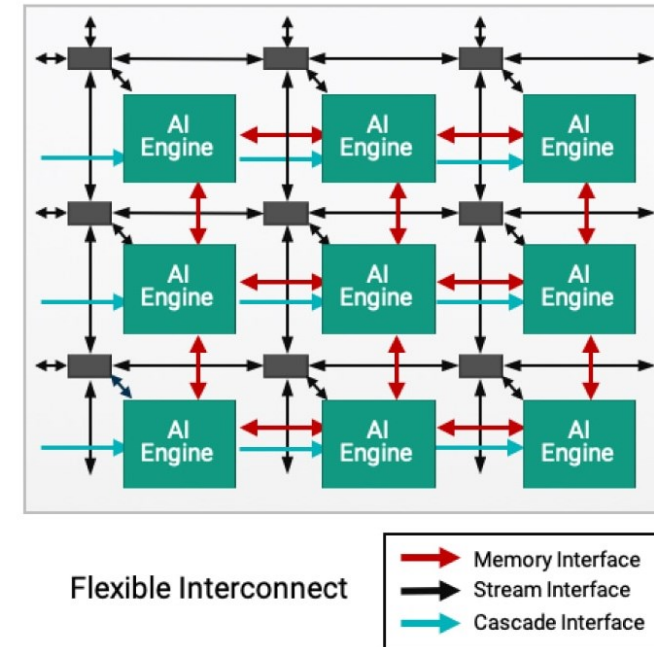 AI
Engine
AI
Engine
AI
Engine
AI
Engine
AI
Engine
AI
Engine
AI
Engine
AI
Engine
AI
Engine
Flexible Interconnect
Memory Interface
Stream Interface
Cascade Interface